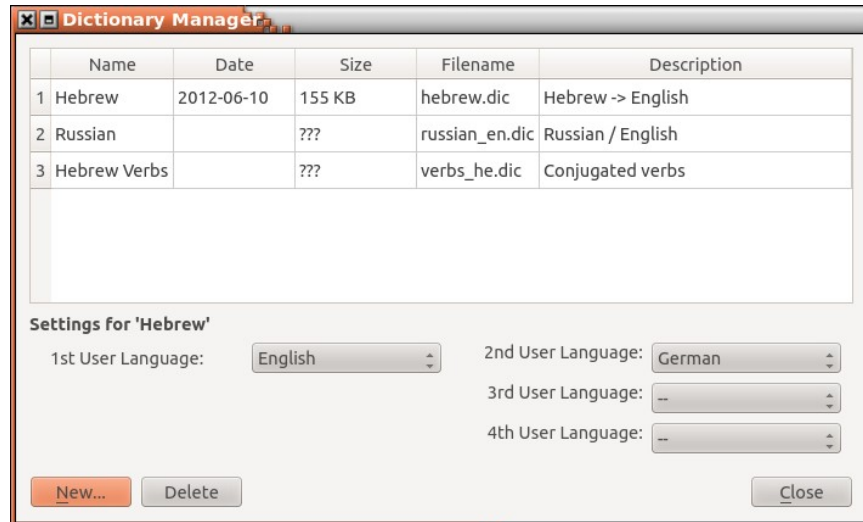 Dictionary Manager
Name Date Size Filename Description
1 Hebrew 2012-06-10 155 KB hebrew.dic Hebrew -> English
2 Russian ??? russian_en.dic Russian / English
3 Hebrew Verbs ??? verbs_he.dic Conjugated verbs
Settings for 'Hebrew'
1st User Language: English 2nd User Language: German
3rd User Language: --
4th User Language: --
New... Delete Close